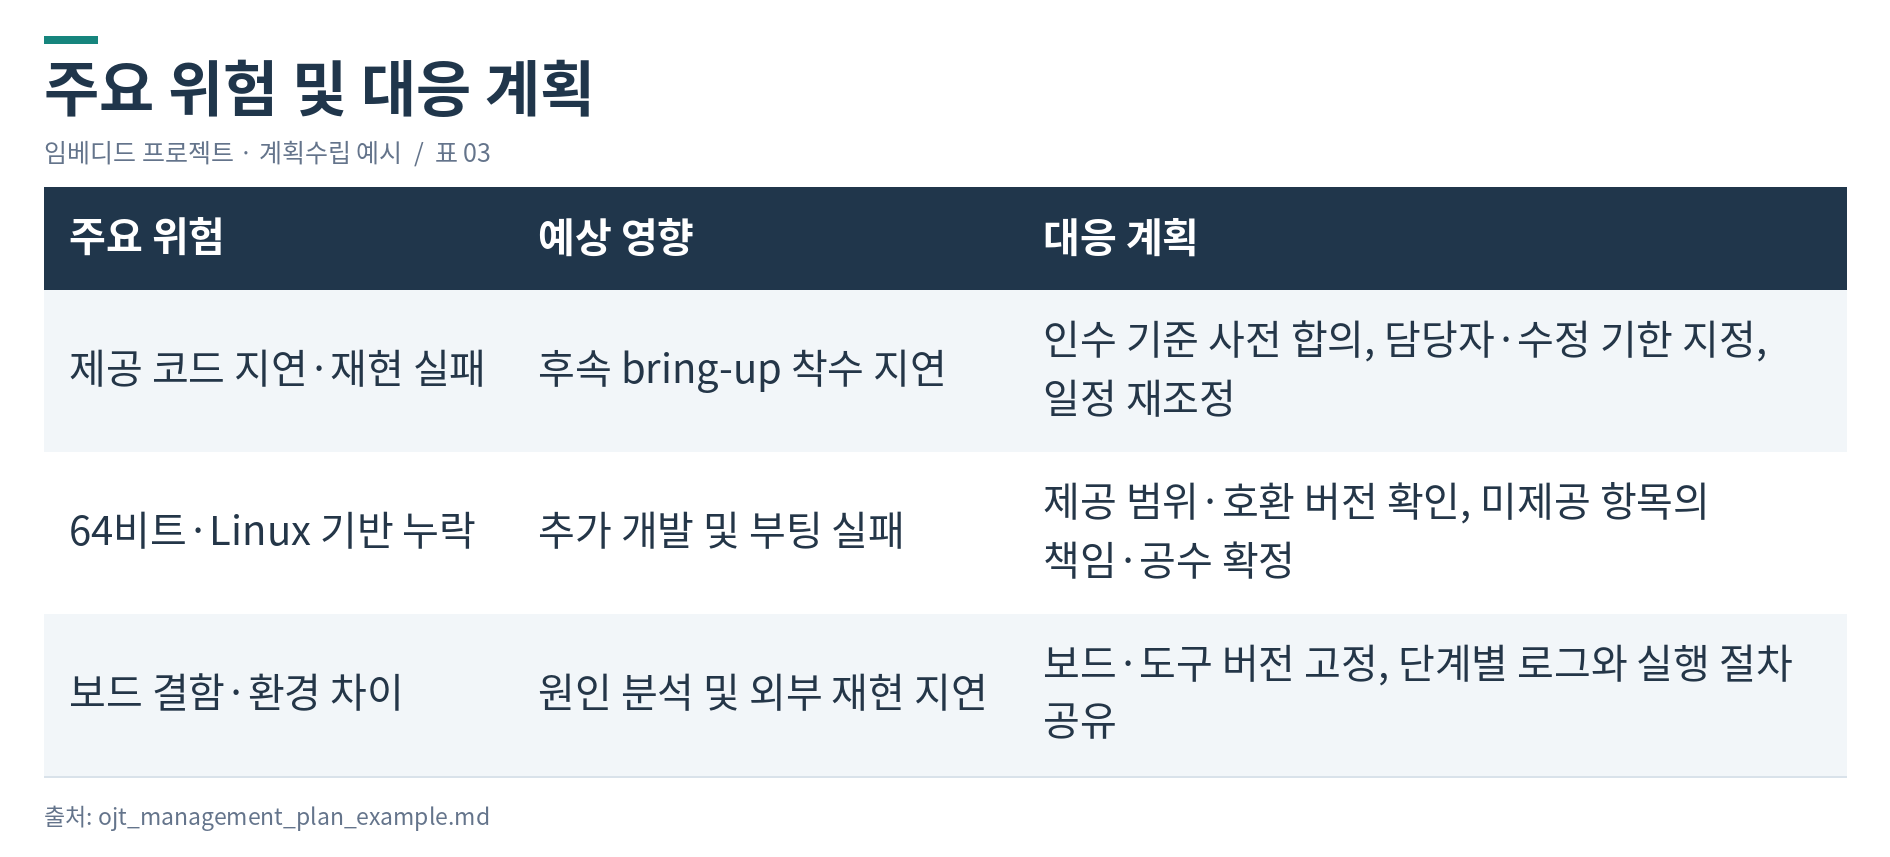 주요 위험 및 대응 계획
임베디드 프로젝트 · 계획수립 예시 / 표 03
주요 위험 예상 영향 대응 계획
제공 코드 지연·재현 실패 후속 bring-up 착수 지연 인수 기준 사전 합의, 담당자·수정 기한 지정,
일정 재조정
64비트·Linux 기반 누락 추가 개발 및 부팅 실패 제공 범위·호환 버전 확인, 미제공 항목의
책임·공수 확정
보드 결함·환경 차이 원인 분석 및 외부 재현 지연 보드·도구 버전 고정, 단계별 로그와 실행 절차
공유
출처: ojt_management_plan_example.md